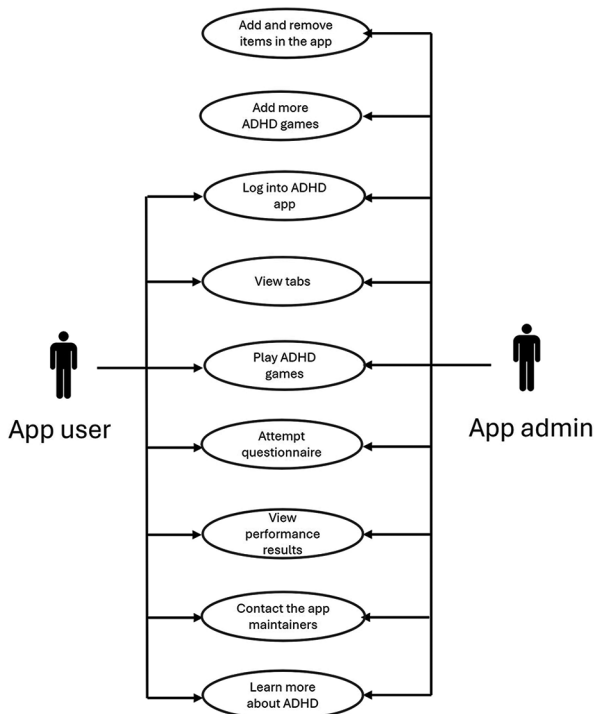 Add and remove
items in the app
Add more
ADHD games
Log into ADHD
app
View tabs
Play ADHD
games
App user
App admin
Attempt
questionnaire
View
performance
results
Contact the app
maintainers
Learn more
about ADHD